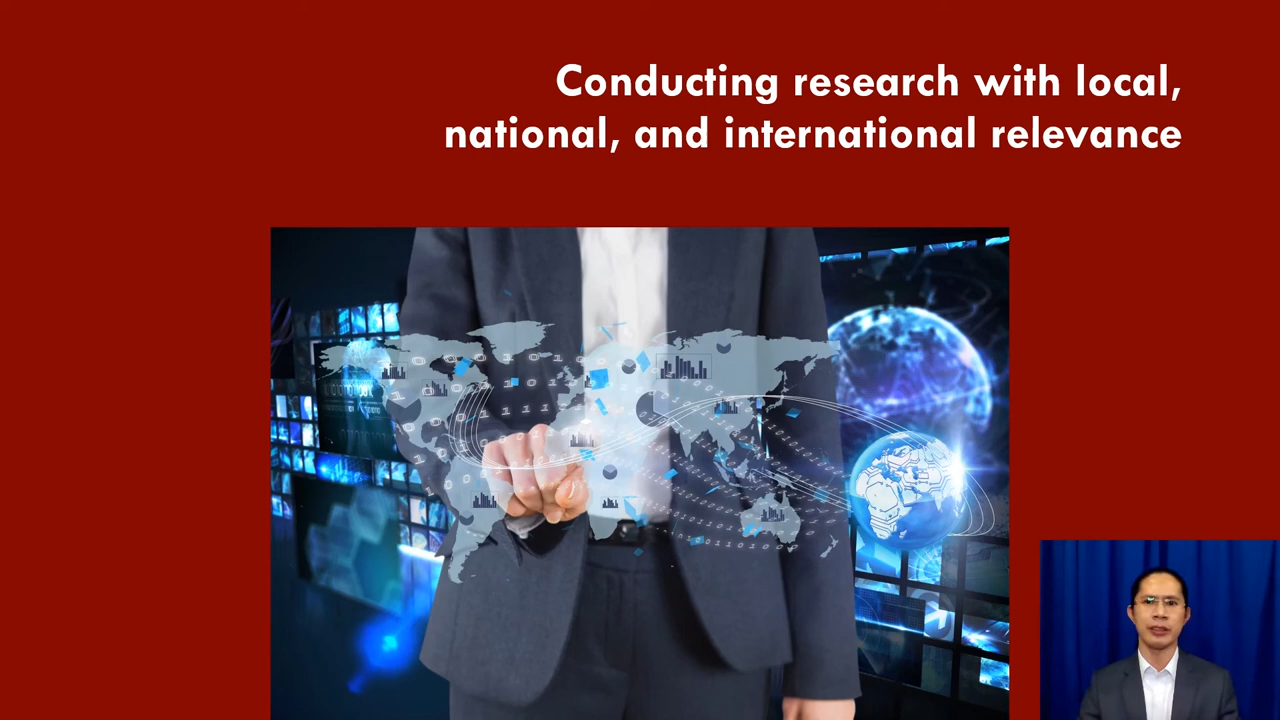 Conducting research with local,
national, and international relevance